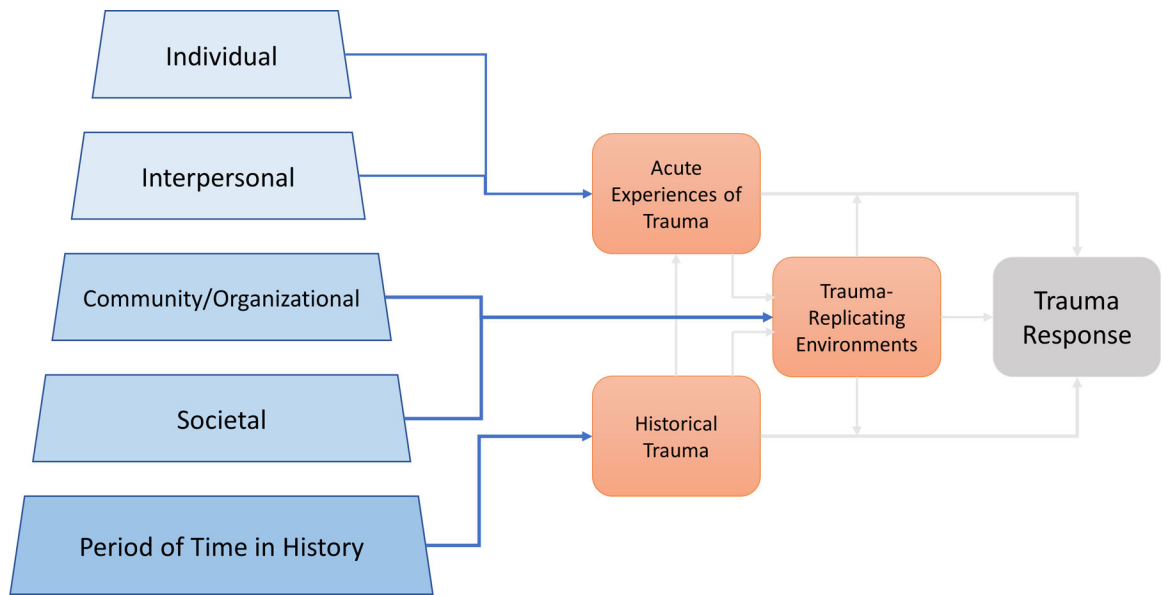 Individual
Interpersonal
Community/Organizational
Societal
Period of Time in History
Acute
Experiences of
Trauma
Trauma-
Replicating
Environments
Historical
Trauma
Trauma
Response